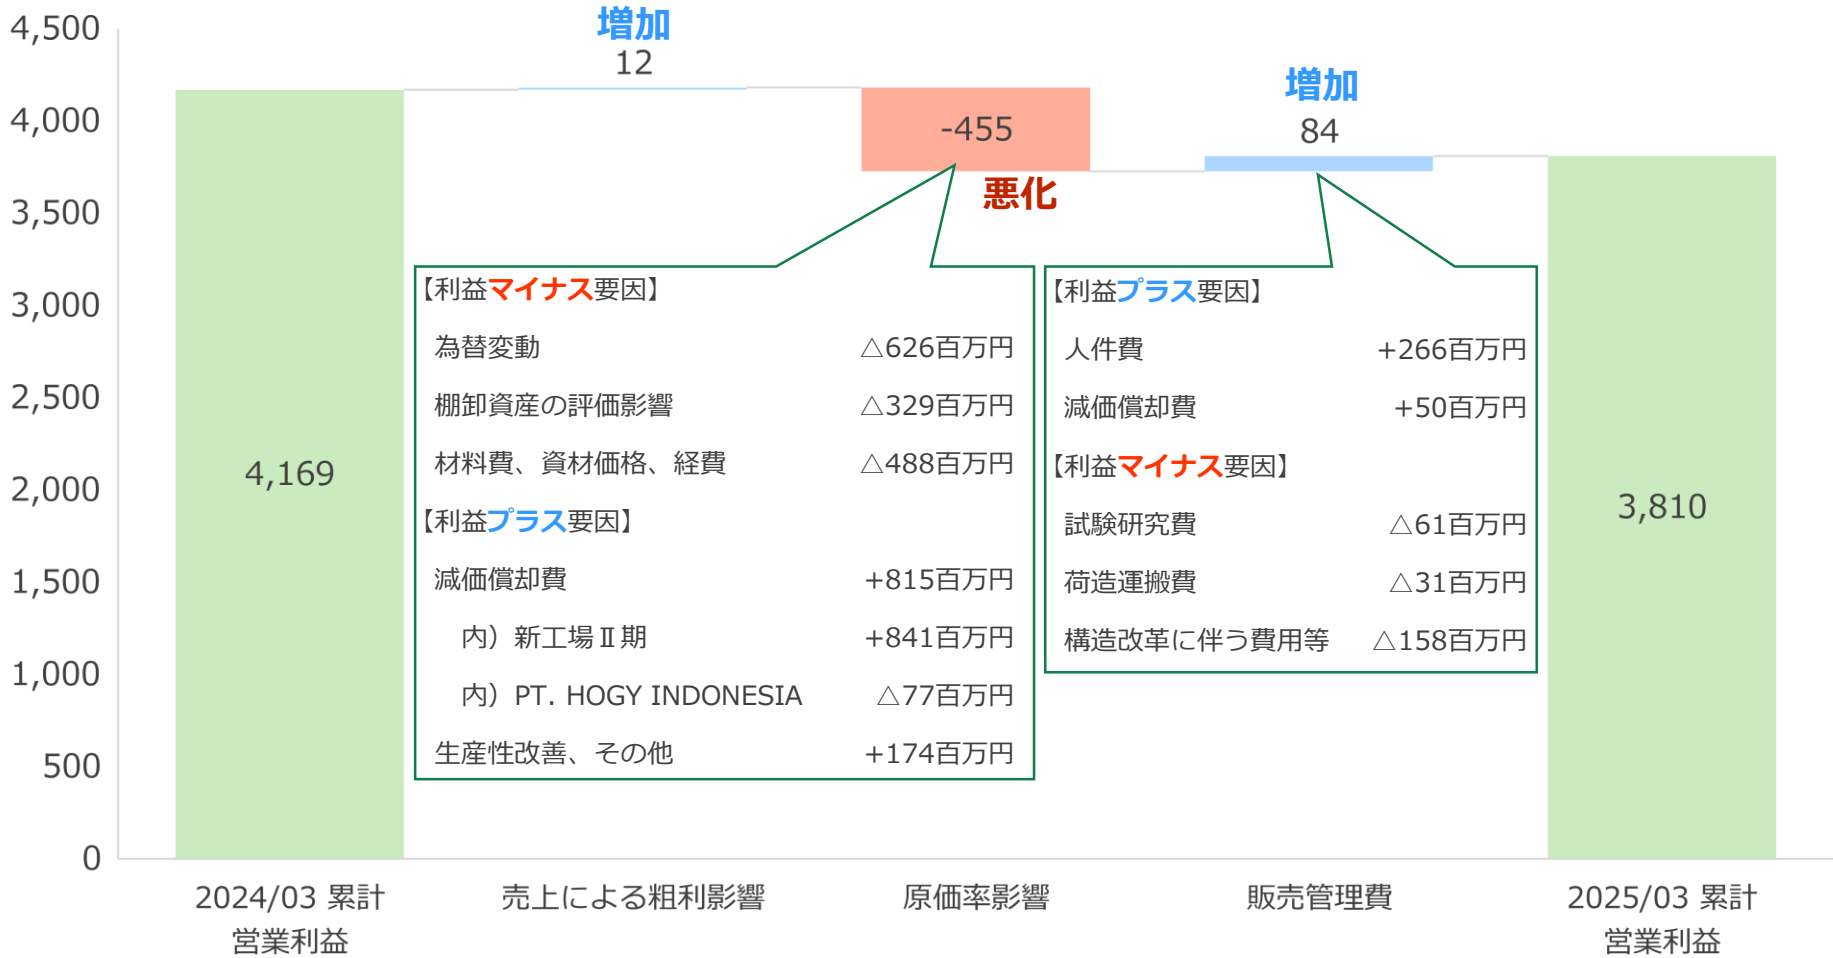 4,500
4,000
3,500
3,000
2,500
2,000
1,500
1,000
500
0
4,169
増加
12
-455
悪化
増加
84
3,810
【利益マイナス要因】
為替変動 △626百万円
棚卸資産の評価影響 △329百万円
材料費、資材価格、経費 △488百万円
【利益プラス要因】
減価償却費 +815百万円
内）新工場Ⅱ期 +841百万円
内）PT. HOGY INDONESIA △77百万円
生産性改善、その他 +174百万円
【利益プラス要因】
人件費 +266百万円
減価償却費 +50百万円
【利益マイナス要因】
試験研究費 △61百万円
荷造運搬費 △31百万円
構造改革に伴う費用等 △158百万円
2024/03 累計
営業利益
売上による粗利影響
原価率影響
販売管理費
2025/03 累計
営業利益